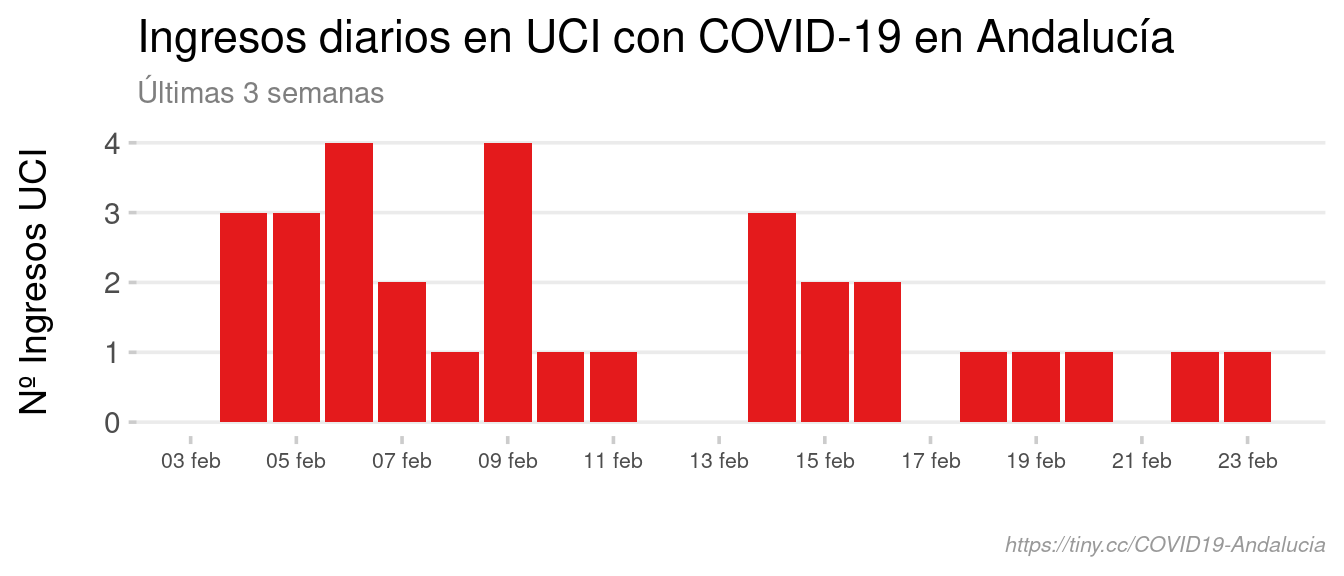 Ingresos diarios en UCI con COVID-19 en Andalucía
Últimas 3 semanas
Nº Ingresos UCI
4
3
2
1
0
03 feb 05 feb 07 feb 09 feb 11 feb 13 feb 15 feb 17 feb 19 feb 21 feb 23 feb
https://tiny.cc/COVID19-Andalucia